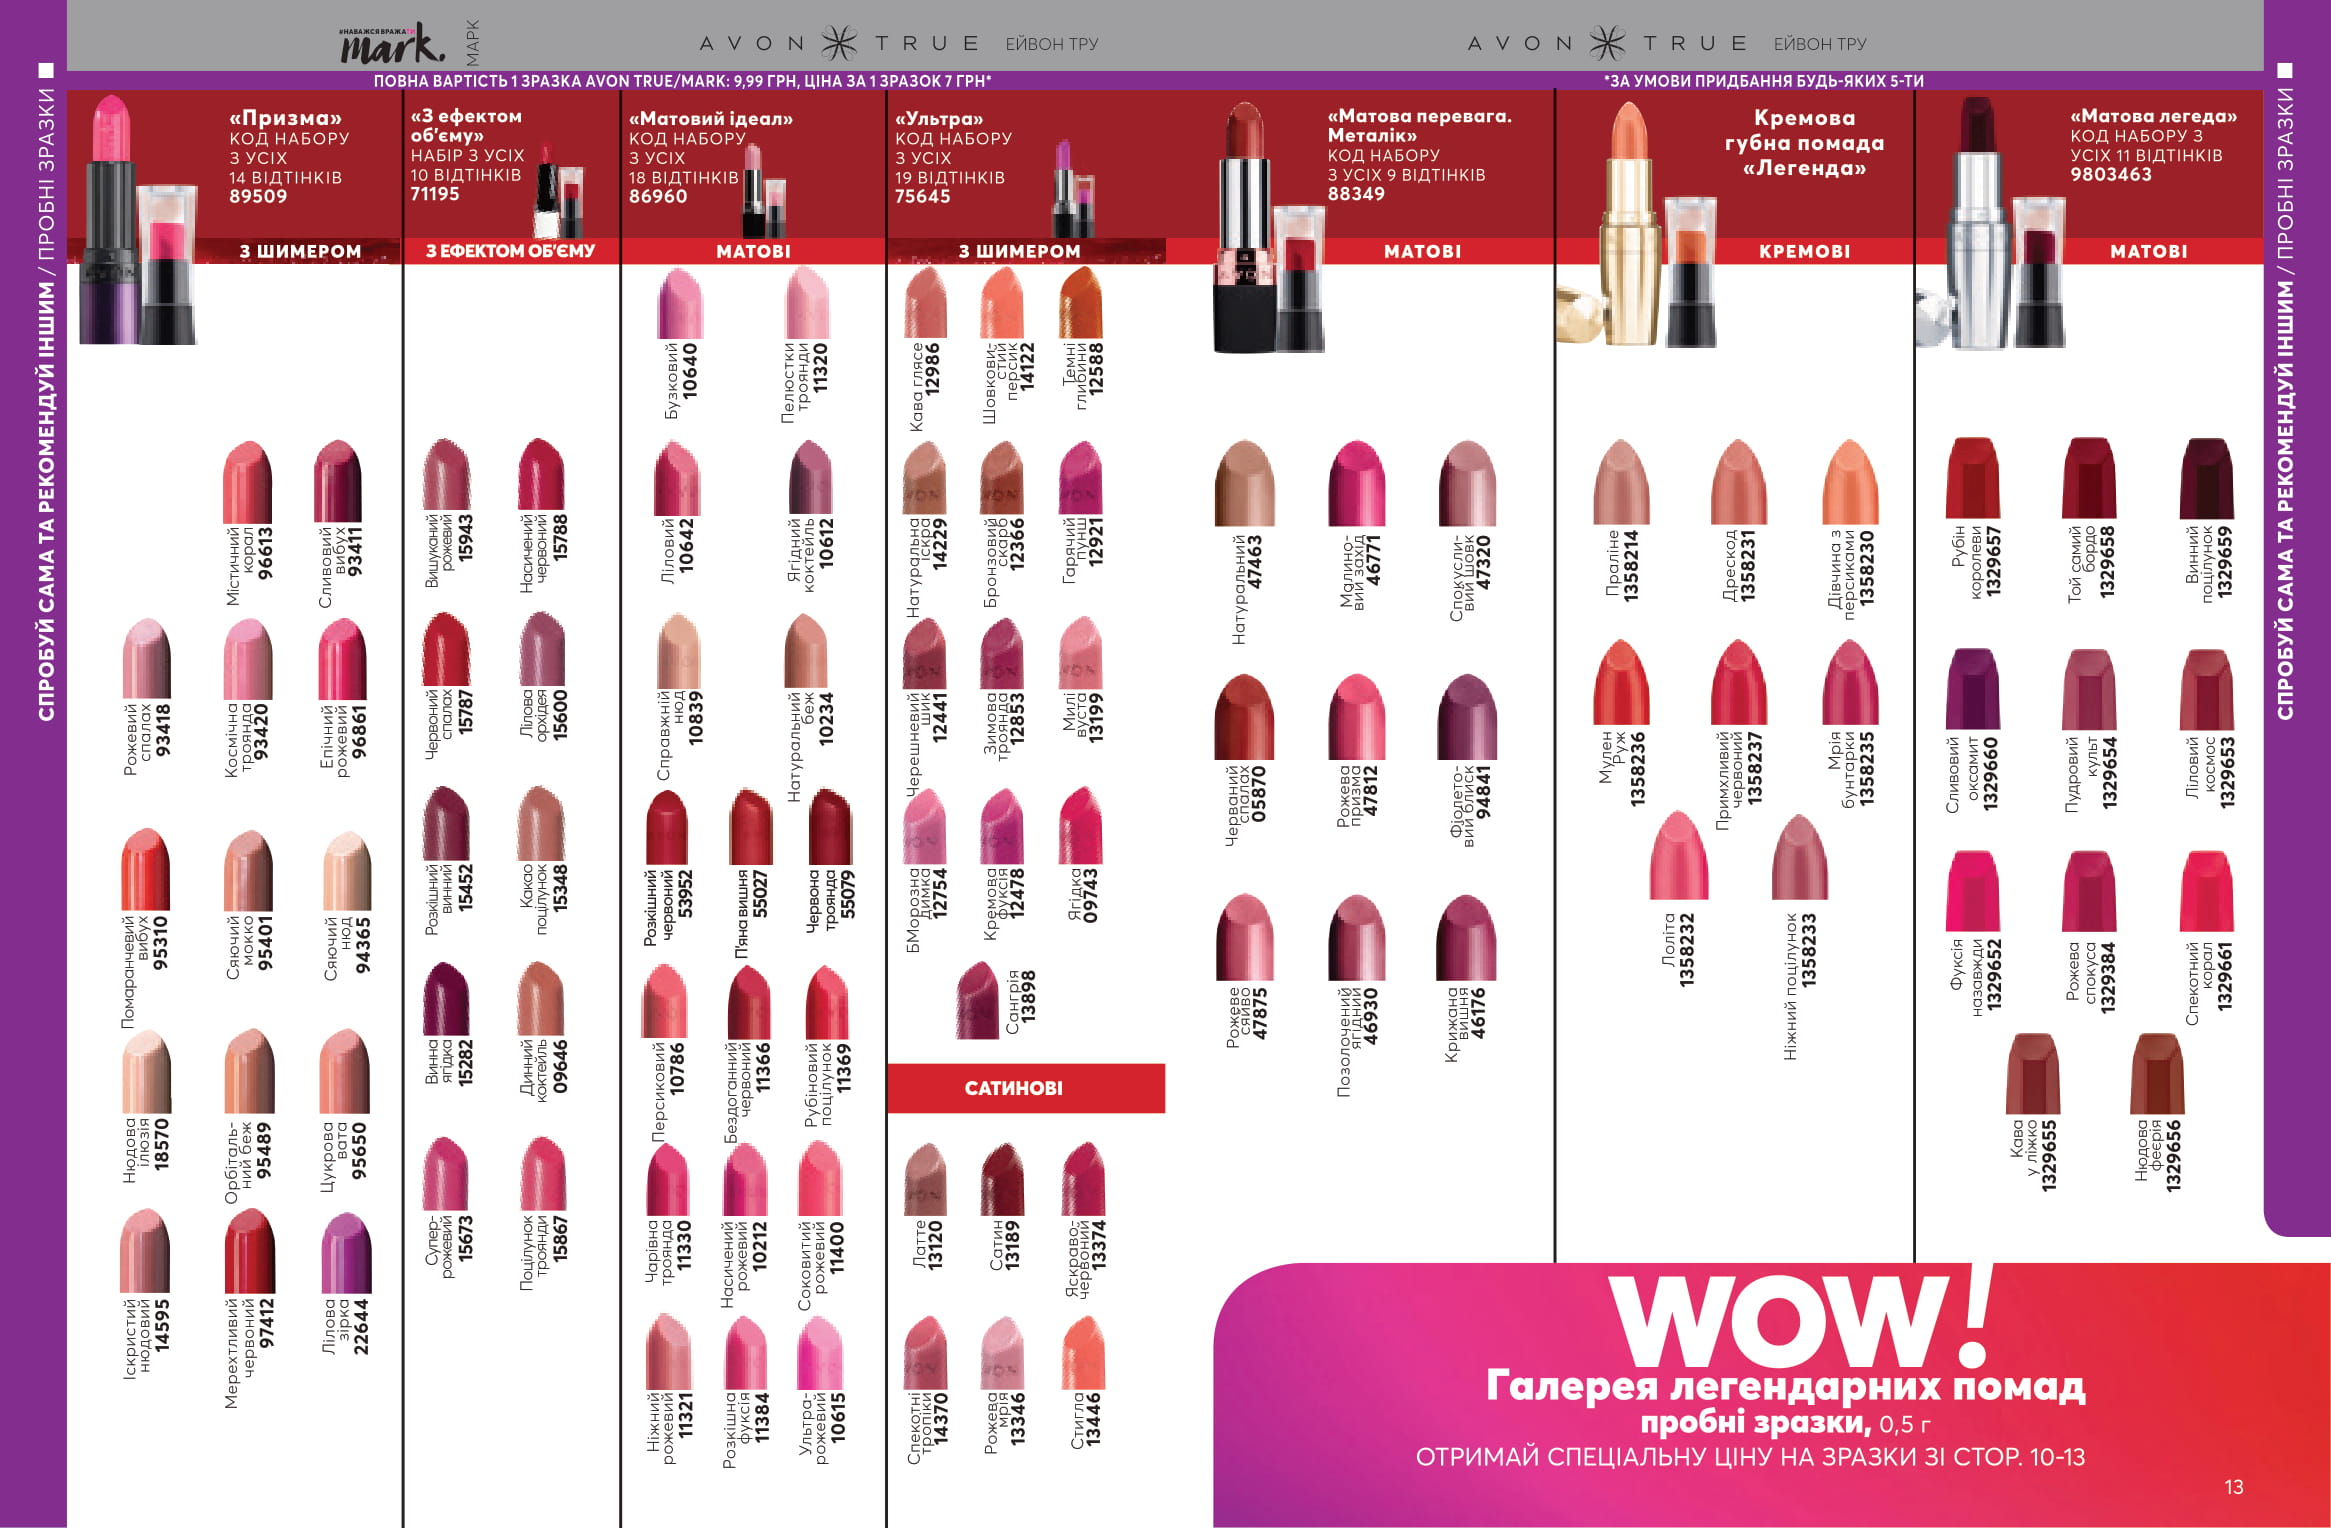 #НАВАЖСЯВРАЖАТИ
mark.
МАРК
AVON TRUE ЕЙВОН ТРУ
AVON TRUE ЕЙВОН ТРУ
ПОВНА ВАРТІСТЬ 1 ЗРАЗКА AVON TRUE/MARK: 9,99 ГРН, ЦІНА ЗА 1 ЗРАЗОК 7 ГРН*
*ЗА УМОВИ ПРИДБАННЯ БУДЬ-ЯКИХ 5-ТИ
СПРОБУЙ САМА ТА РЕКОМЕНДУЙ ІНШИМ / ПРОБНІ ЗРАЗКИ
«Призма»
КОД НАБОРУ
З УСІХ
14 ВІДТІНКІВ
89509
З ШИМЕРОМ
Містичний
корал
96613
Сливовий
вибух
93411
Рожевий
спалах
93418
Космічна
троянда
93420
Епічний
рожевий
96861
Помаранчевий
вибух
95310
Сяючий
мокко
95401
Сяючий
нюд
94365
Нюдова
ілюзія
18570
Орбіталь-
ний беж
95489
Цукрова
вата
95650
Іскристий
нюдовий
14595
Мерехтливий
червоний
97412
Лілова
зірка
22644
«З ефектом
об'єму»
НАБІР З УСІХ
10 ВІДТІНКІВ
71195
З ЕФЕКТОМ ОБ'ЄМУ
Вишуканий
рожевий
15943
Насичений
червоний
15788
Червоний
спалах
15787
Лілова
орхідея
15600
Розкішний
винний
15452
Какао
поцілунок
15348
Винна
ягідка
15282
Динний
коктейль
09646
Супер-
рожевий
15673
Поцілунок
троянди
15867
«Матовий ідеал»
КОД НАБОРУ
З УСІХ
18 ВІДТІНКІВ
86960
МАТОВІ
Бузковий
10640
Пелюстки
троянди
11320
Ліловий
10642
Ягідний
коктейль
10612
Справжній
нюд
10839
Натуральний
беж
10234
Розкішний
червоний
53952
П'яна вишня
55027
Червона
троянда
55079
Персиковий
10786
Бездоганний
червоний
11366
Рубіновий
поцілунок
11369
Чарівна
троянда
11330
Насичений
рожевий
10212
Соковитий
рожевий
11400
Ніжний
рожевий
11321
Розкішна
фуксія
11384
Ультра-
рожевий
10615
«Ультра»
КОД НАБОРУ
З УСІХ
19 ВІДТІНКІВ
75645
З ШИМЕРОМ
Кава глясе
12986
Шовкови-
стий
персик
14122
Темні
глибини
12588
Натуральна
іскра
14229
Бронзовий
скарб
12366
Гарячий
пунш
12921
Черешневий
шик
12441
Зимова
троянда
12853
Милі
вуста
13199
БМорозна
димка
12754
Кремова
фуксія
12478
Ягідка
09743
Сангрія
13898
САТИНОВІ
Латте
13120
Сатин
13189
Яскраво-
червоний
13374
Спекотні
тропіки
14370
Рожева
мрія
13346
Стигла
13446
«Матова перевага.
Металік»
КОД НАБОРУ
З УСІХ 9 ВІДТІНКІВ
88349
МАТОВІ
Натуральний
47463
Малино-
вий захід
46771
Спокусли-
вий шовк
47320
Червaний
спалах
05870
Рожева
призма
47812
Фіолето-
вий блиск
94841
Рожеве
сяйво
47875
Позолочений
ягідний
46930
Крижана
вишня
46176
Кремова
губна помада
«Легенда»
КРЕМОВІ
Праліне
1358214
Дрескод
1358231
Дівчина з
персиками
1358230
Мулен
Руж
1358236
Примхливий
червоний
1358237
Мрія
бунтарки
1358235
Лоліта
1358232
Ніжний поцілунок
1358233
«Матова легеда»
КОД НАБОРУ З
УСІХ 11 ВІДТІНКІВ
9803463
МАТОВІ
Рубін
королеви
1329657
Той самий
бордо
1329658
Винний
поцілунок
1329659
Сливовий
оксамит
1329660
Пудровий
культ
1329654
Ліловий
космос
1329653
Фуксія
назавжди
1329652
Рожева
спокуса
1329384
Спекотний
корал
1329661
Кава
у ліжко
1329655
Нюдова
феєрія
1329656
СПРОБУЙ САМА ТА РЕКОМЕНДУЙ ІНШИМ / ПРОБНІ ЗРАЗКИ
WOW!
Галерея легендарних помад
пробні зразки, 0,5 г
ОТРИМАЙ СПЕЦІАЛЬНУ ЦІНУ НА ЗРАЗКИ ЗІ СТОР. 10-13
13